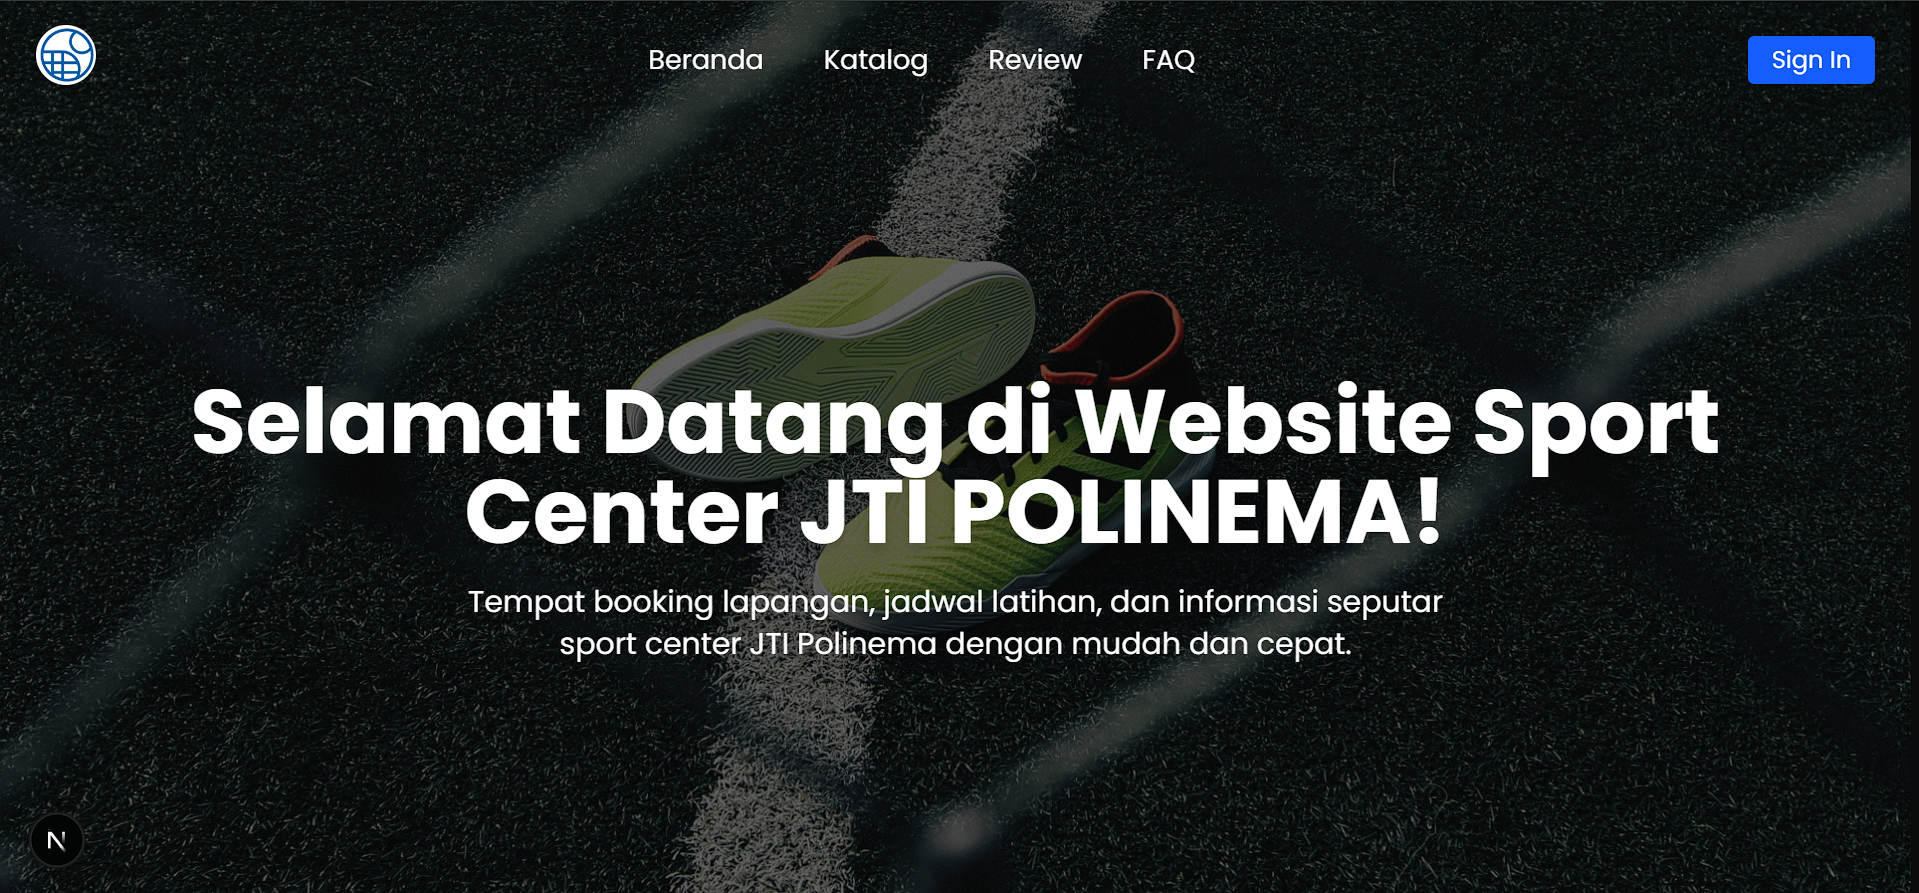 Beranda Katalog Review FAQ Sign In
Selamat Datang di Website Sport
Center JTI POLINEMA!
Tempat booking lapangan, jadwal latihan, dan informasi seputar
sport center JTI Polinema dengan mudah dan cepat.
N